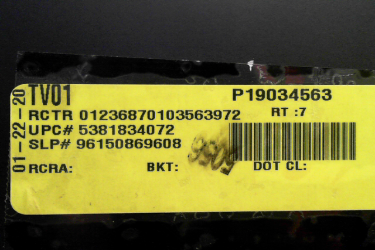 01-22-20
TV01
P19034563
RCTR 01236870103563972
RT :7
UPC# 5381834072
SLP# 96150869608
RCRA:
BKT:
DOT CL: